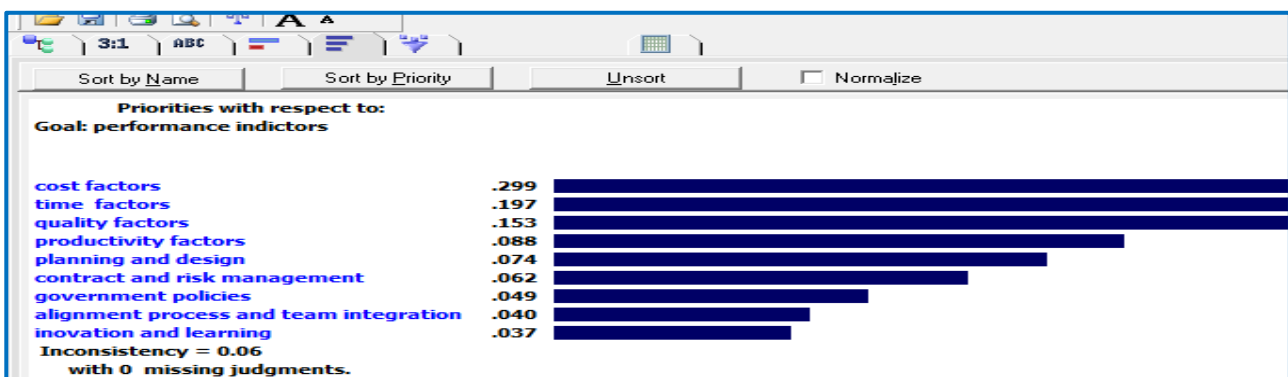 A A
3:1 ABC
Sort by Name Sort by Priority Unsort Normalize
Priorities with respect to:
Goal: performance indictors
cost factors .299
time factors .197
quality factors .153
productivity factors .088
planning and design .074
contract and risk management .062
government policies .049
alignment process and team integration .040
inovation and learning .037
Inconsistency = 0.06
with 0 missing judgments.